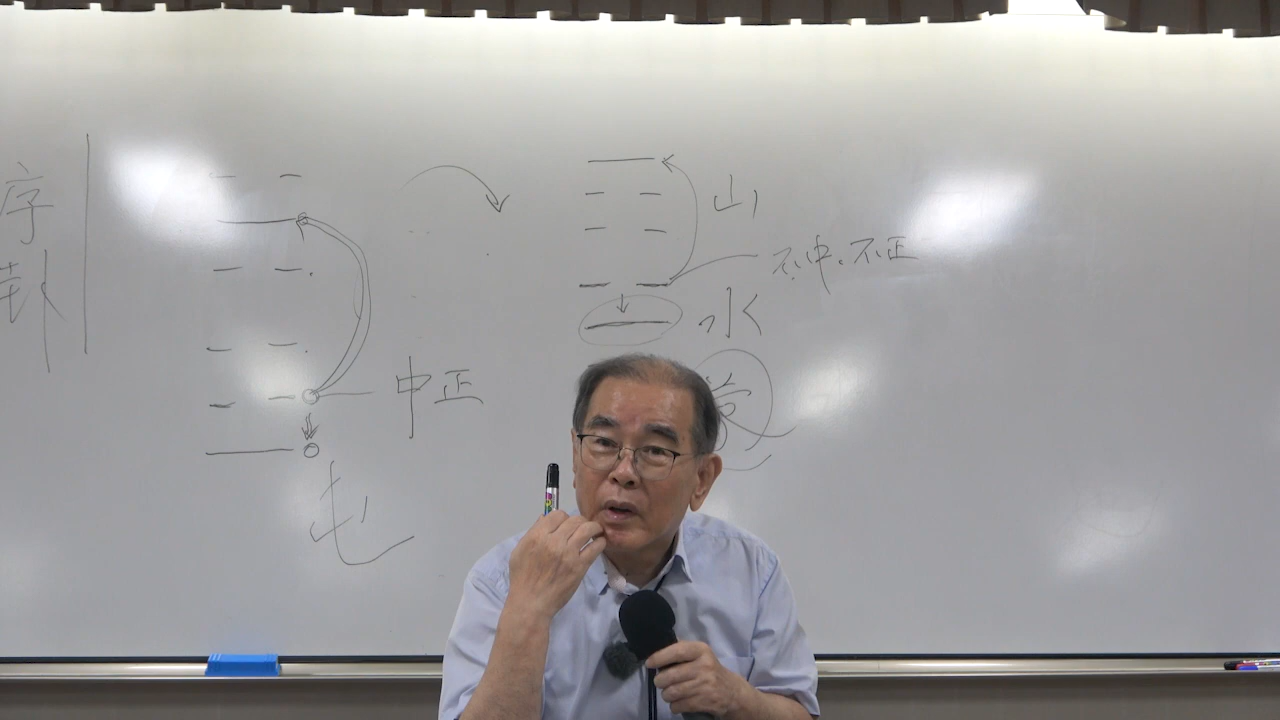 序
卦
中正
屯
山
不中、不正
水